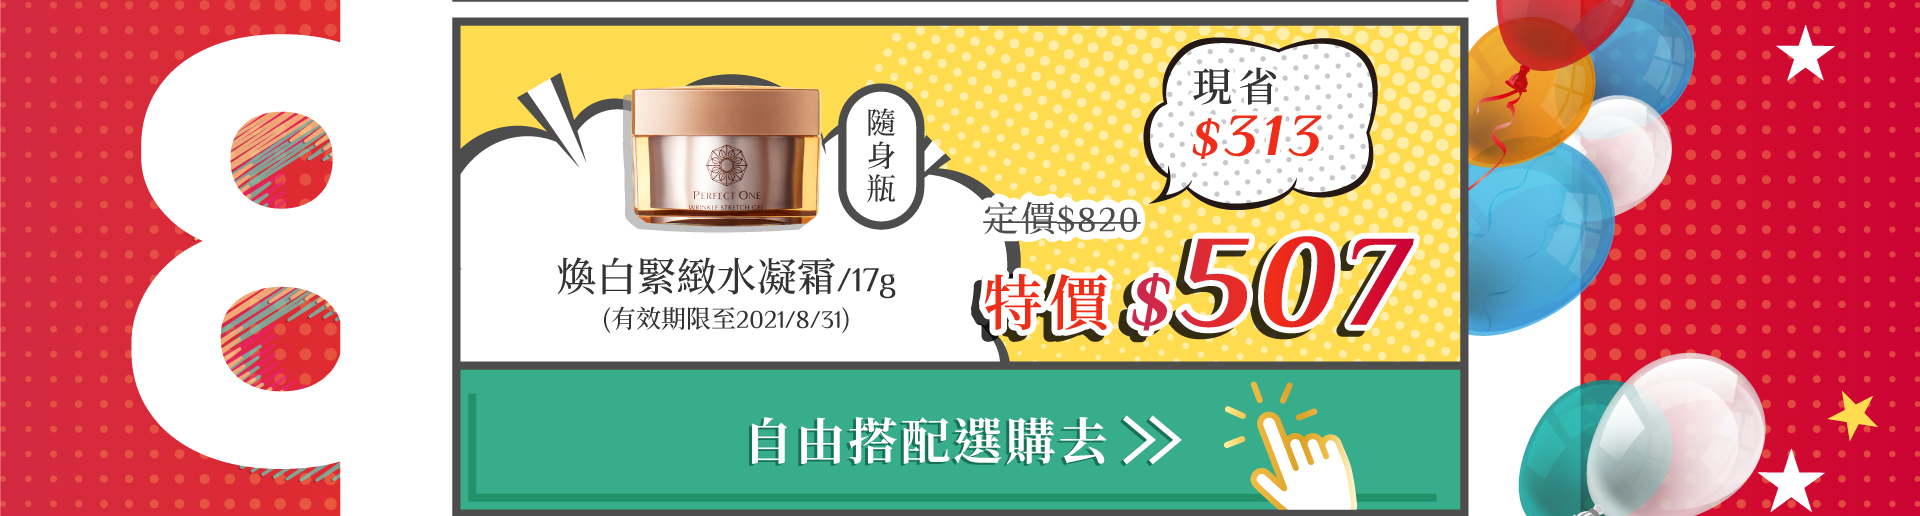 8
PERFECT ONE
WRINKLE STRETCH GEL
隨身瓶
現省
$313
定價$820
特價$507
煥白緊緻水凝霜/17g
(有效期限至2021/8/31)
自由搭配選購去